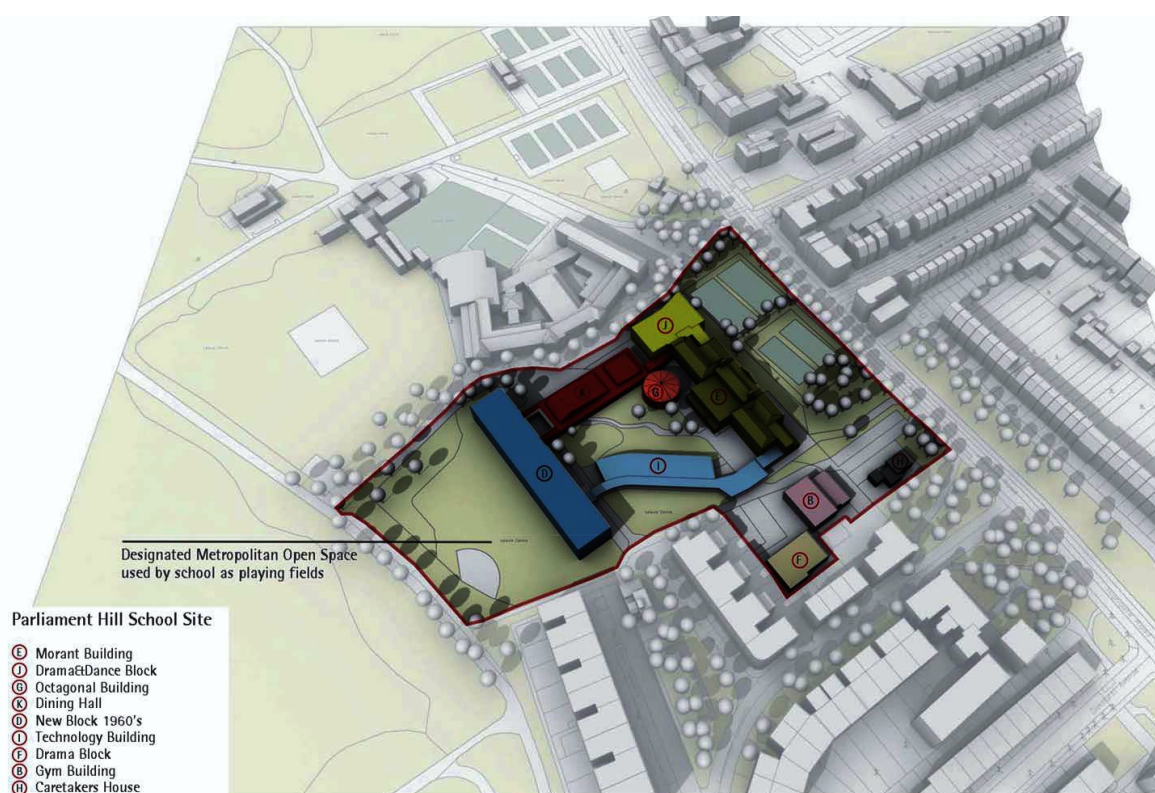 J
K
G
E
D
I
B
F
Designated Metropolitan Open Space
used by school as playing fields
Parliament Hill School Site
E Morant Building
J Drama&Dance Block
G Octagonal Building
K Dining Hall
D New Block 1960's
I Technology Building
F Drama Block
B Gym Building
H Caretakers House